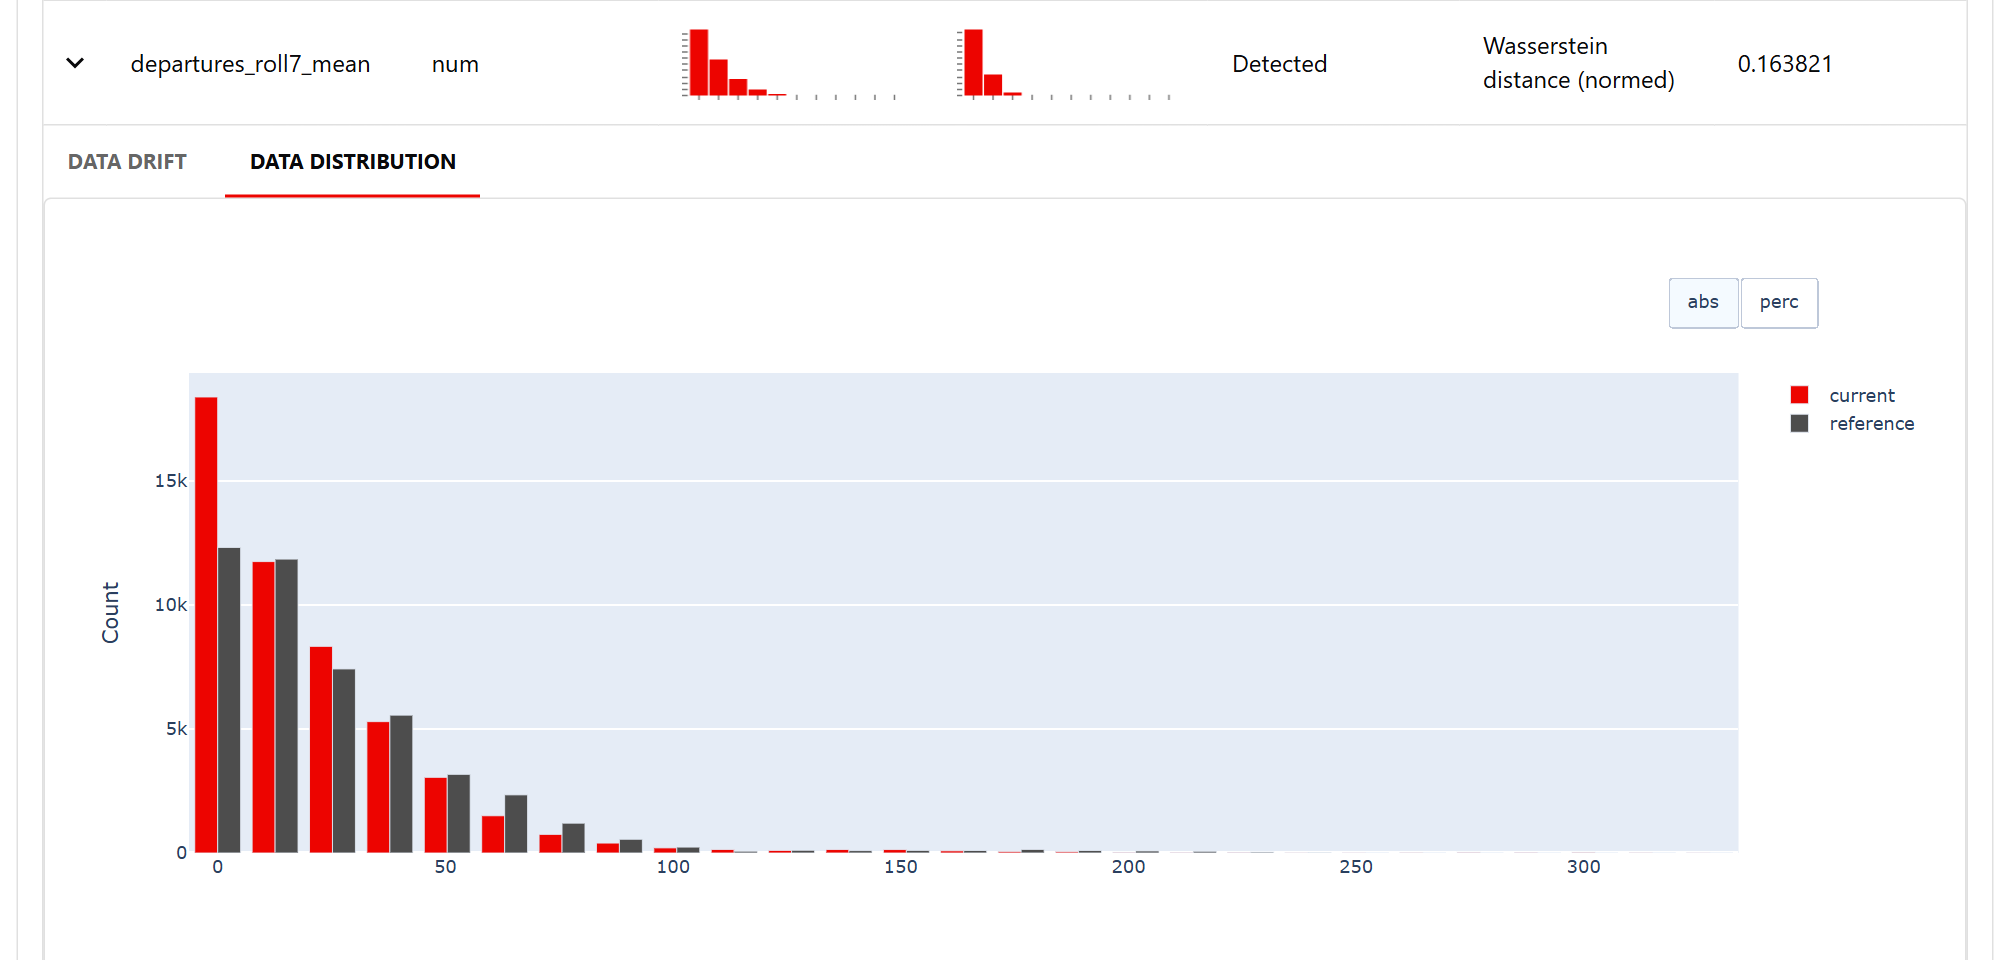 departures_roll7_mean num Detected Wasserstein distance (normed) 0.163821
DATA DRIFT DATA DISTRIBUTION
abs perc
current
reference
Count
15k
10k
5k
0
0 50 100 150 200 250 300